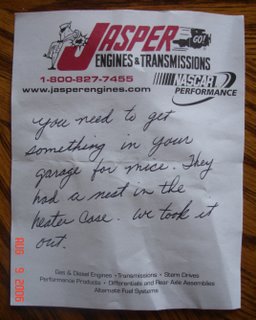 JASPER
GO!
ENGINES & TRANSMISSIONS
1-800-827-7455
www.jasperengines.com
NASCAR
PERFORMANCE
you need to get
something in your
garage for mice. They
had a nest in the
heater case. we took it
out.
Gas & Diesel Engines • Transmissions • Stern Drives
Performance Products • Differentials and Rear Axle Assemblies
Alternate Fuel Systems
AUG 9 2006